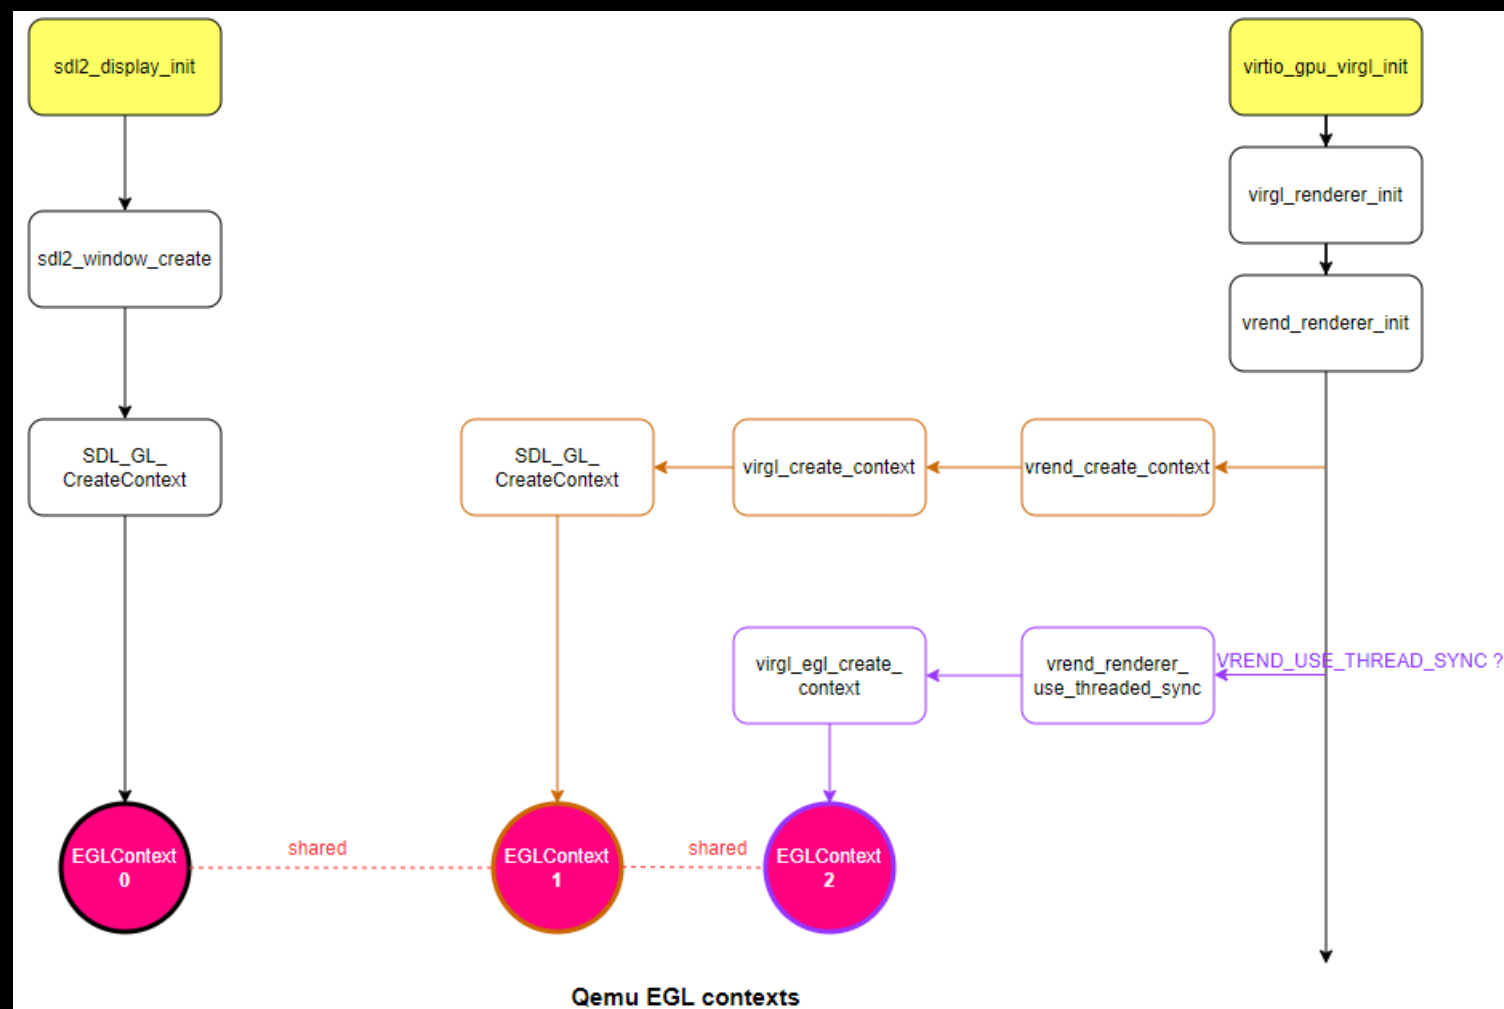 sdl2_display_init
virtio_gpu_virgl_init
virgl_renderer_init
sdl2_window_create
vrend_renderer_init
SDL_GL_
CreateContext
SDL_GL_
CreateContext
virgl_create_context
vrend_create_context
virgl_egl_create_
context
vrend_renderer_
use_threaded_sync
VREND_USE_THREAD_SYNC ?
EGLContext
0
shared
EGLContext
1
shared
EGLContext
2
Qemu EGL contexts